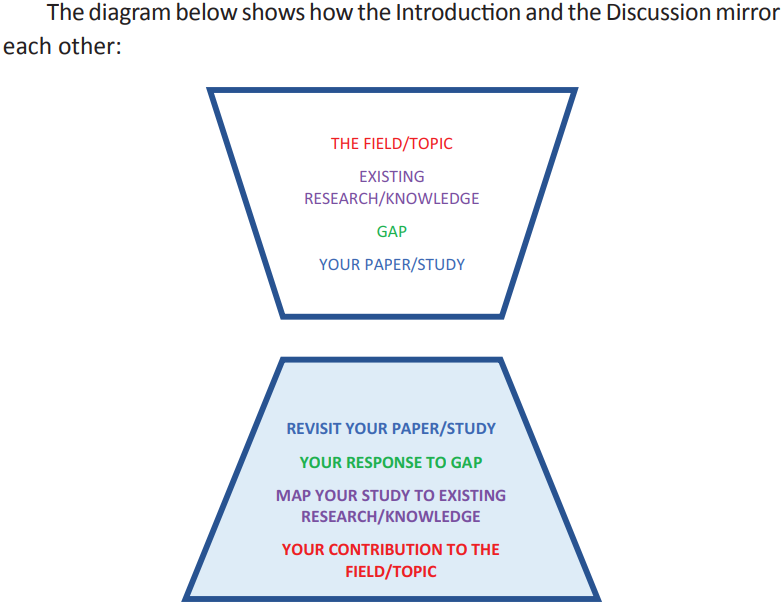 The diagram below shows how the Introduction and the Discussion mirror
each other:
THE FIELD/TOPIC
EXISTING
RESEARCH/KNOWLEDGE
GAP
YOUR PAPER/STUDY
REVISIT YOUR PAPER/STUDY
YOUR RESPONSE TO GAP
MAP YOUR STUDY TO EXISTING
RESEARCH/KNOWLEDGE
YOUR CONTRIBUTION TO THE
FIELD/TOPIC